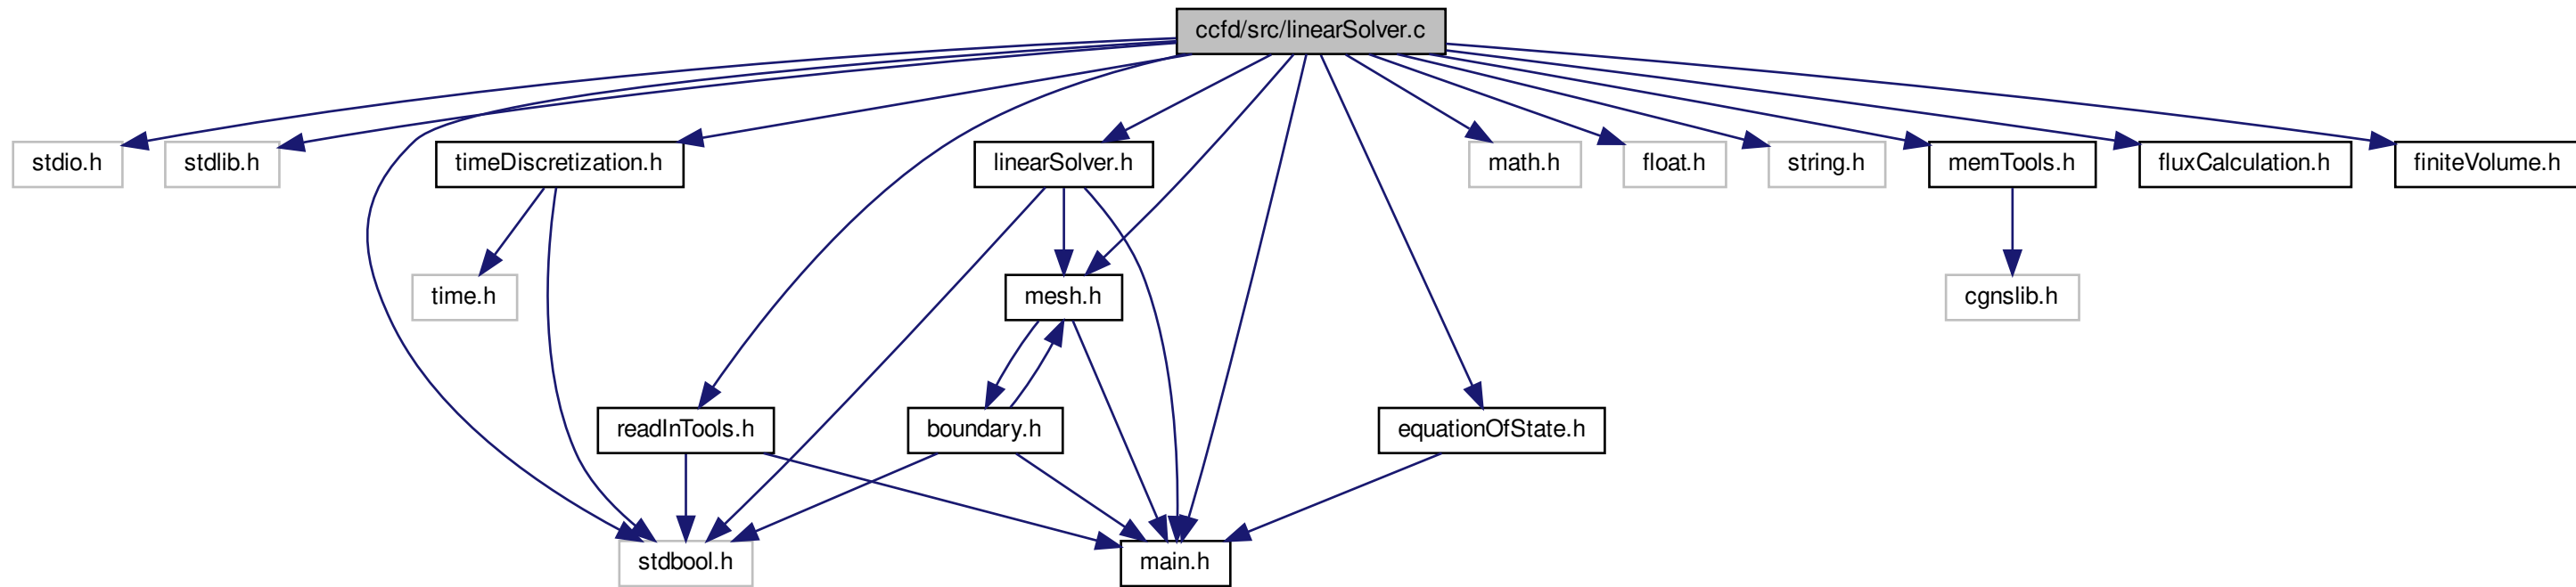 ccfd/src/linearSolver.c
stdio.h
stdlib.h
timeDiscretization.h
linearSolver.h
math.h
float.h
string.h
memTools.h
fluxCalculation.h
finiteVolume.h
time.h
mesh.h
cgnslib.h
readInTools.h
boundary.h
equationOfState.h
stdbool.h
main.h